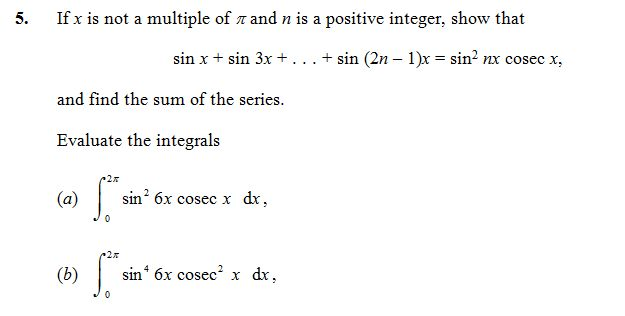 5. If x is not a multiple of π and n is a positive integer, show that
sin x + sin 3x + . . . + sin (2n – 1)x = sin² nx cosec x,
and find the sum of the series.
Evaluate the integrals
(a) ∫₀^{2π} sin² 6x cosec x dx,
(b) ∫₀^{2π} sin⁴ 6x cosec² x dx,